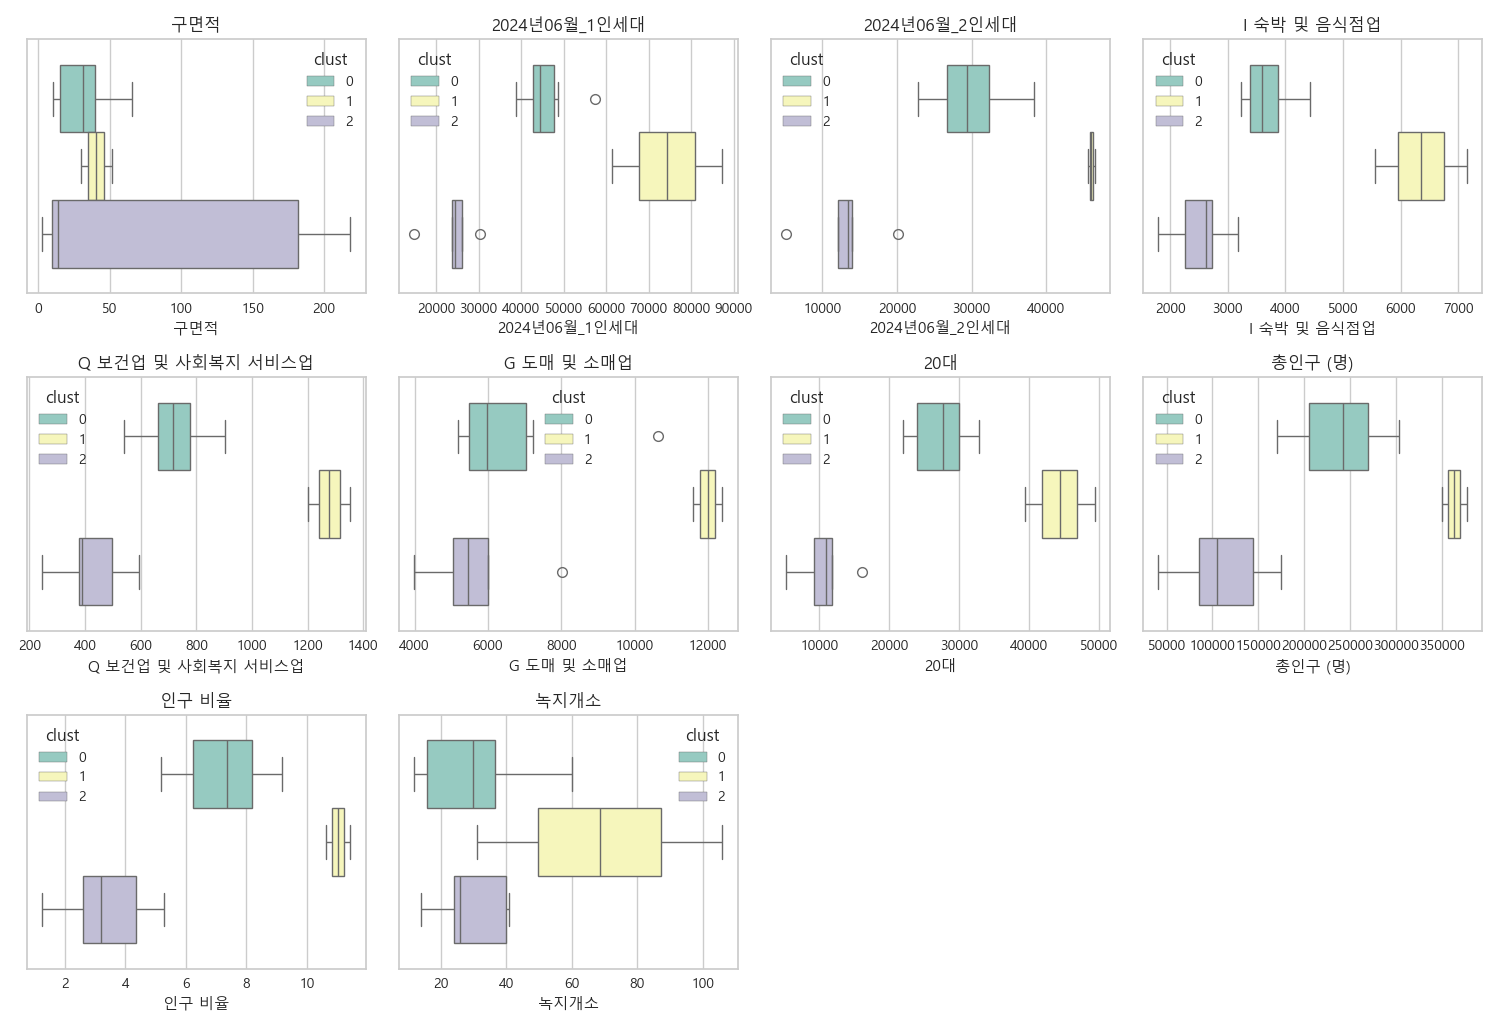 구면적
clust
0
1
2
0 50 100 150 200
구면적
2024년06월_1인세대
clust
0
1
2
20000 30000 40000 50000 60000 70000 80000 90000
2024년06월_1인세대
2024년06월_2인세대
clust
0
1
2
10000 20000 30000 40000
2024년06월_2인세대
I 숙박 및 음식점업
clust
0
1
2
2000 3000 4000 5000 6000 7000
I 숙박 및 음식점업
Q 보건업 및 사회복지 서비스업
clust
0
1
2
200 400 600 800 1000 1200 1400
Q 보건업 및 사회복지 서비스업
G 도매 및 소매업
clust
0
1
2
4000 6000 8000 10000 12000
G 도매 및 소매업
20대
clust
0
1
2
10000 20000 30000 40000 50000
20대
총인구 (명)
clust
0
1
2
50000 100000 150000 200000 250000 300000 350000
총인구 (명)
인구 비율
clust
0
1
2
2 4 6 8 10
인구 비율
녹지개소
clust
0
1
2
20 40 60 80 100
녹지개소